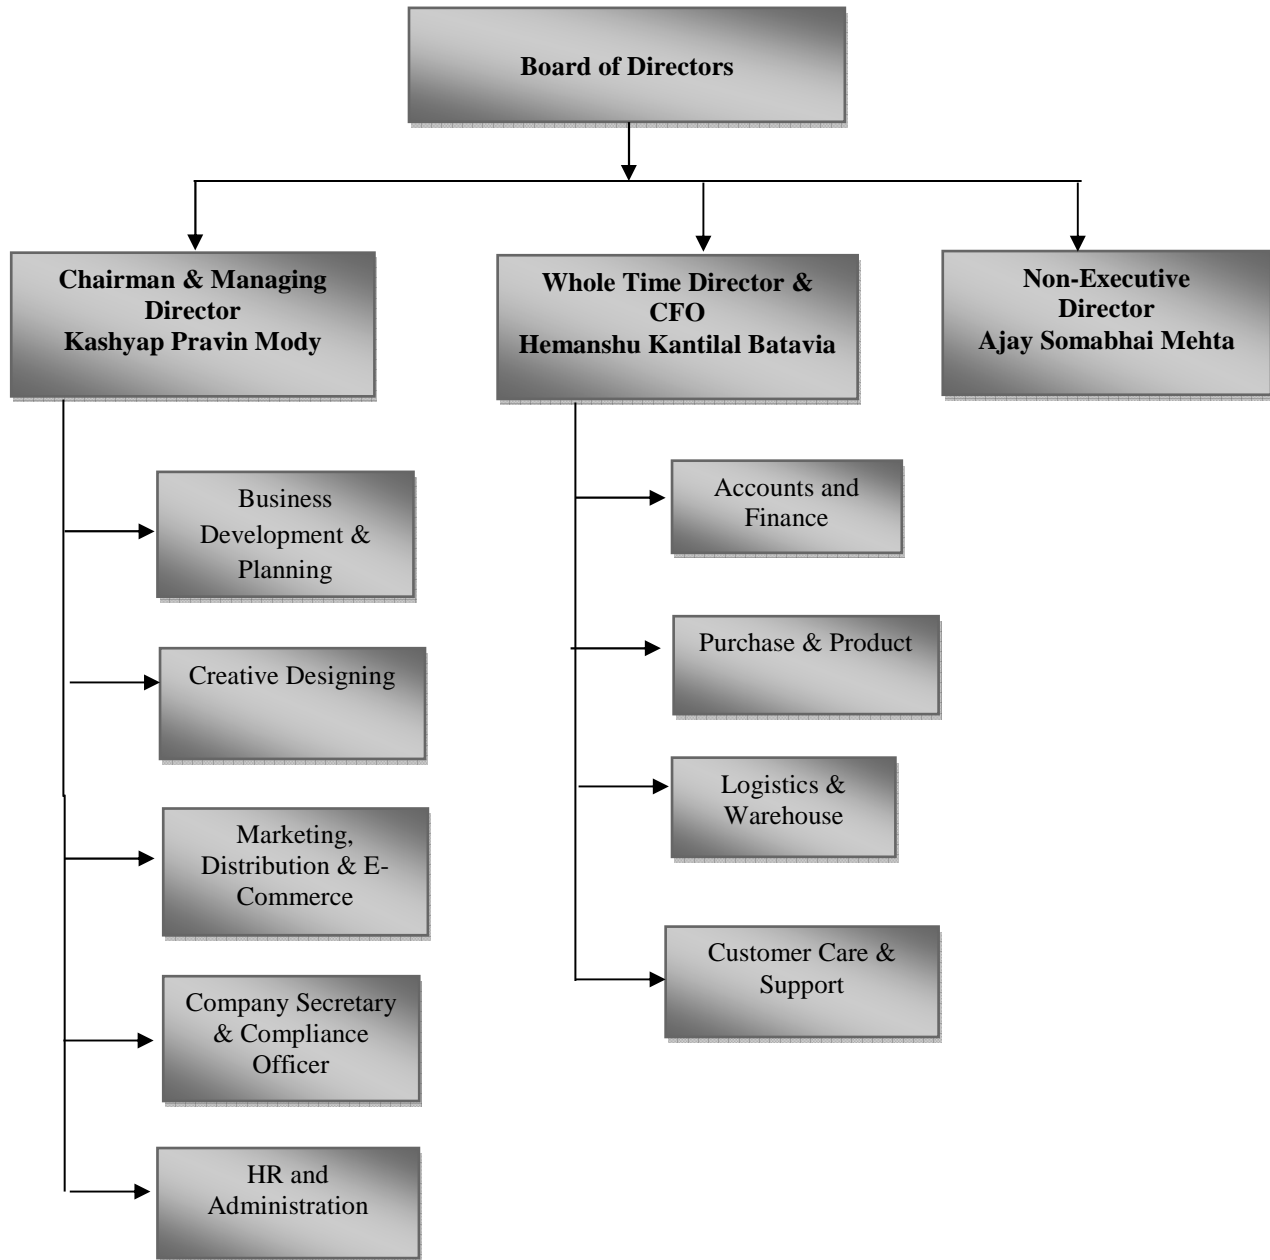 Board of Directors
Chairman & Managing
Director
Kashyap Pravin Mody
Whole Time Director &
CFO
Hemanshu Kantilal Batavia
Non-Executive
Director
Ajay Somabhai Mehta
Business
Development &
Planning
Creative Designing
Marketing,
Distribution & E-
Commerce
Company Secretary
& Compliance
Officer
HR and
Administration
Accounts and
Finance
Purchase & Product
Logistics &
Warehouse
Customer Care &
Support